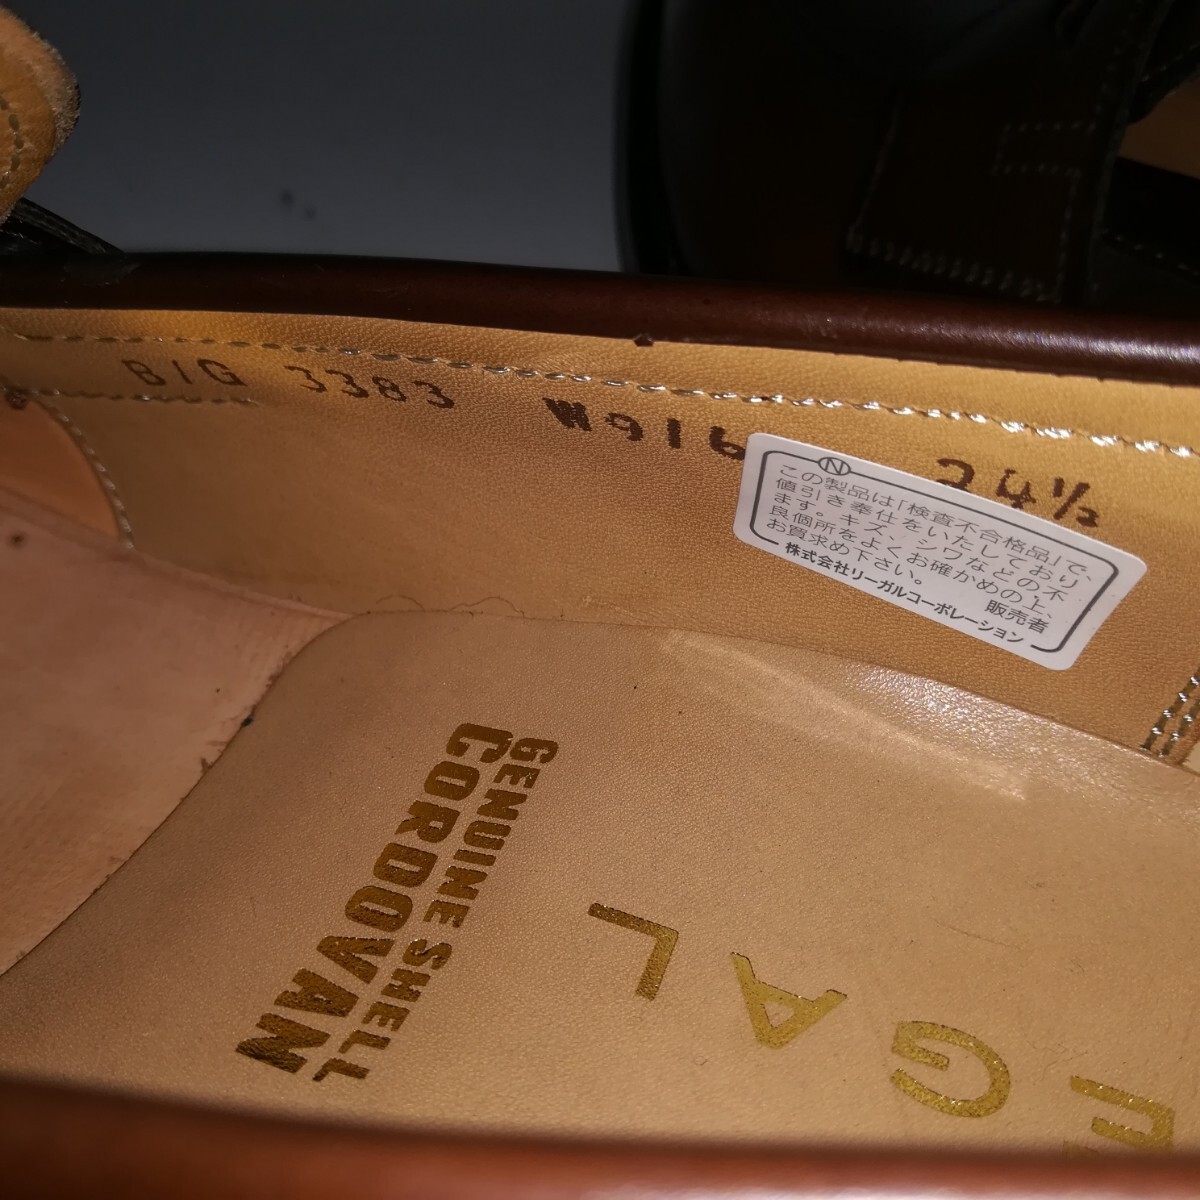 BIG 3383 W916 24½
N
この製品は「検査不合格品」で、
値引き奉仕をいたしており
ます。キズ、シワなどの不
良個所をよくお確かめの上、
お買求め下さい。 販売者
株式会社リーガルコーポレーション
GENUINE SHELL
CORDOVAN
EGAL